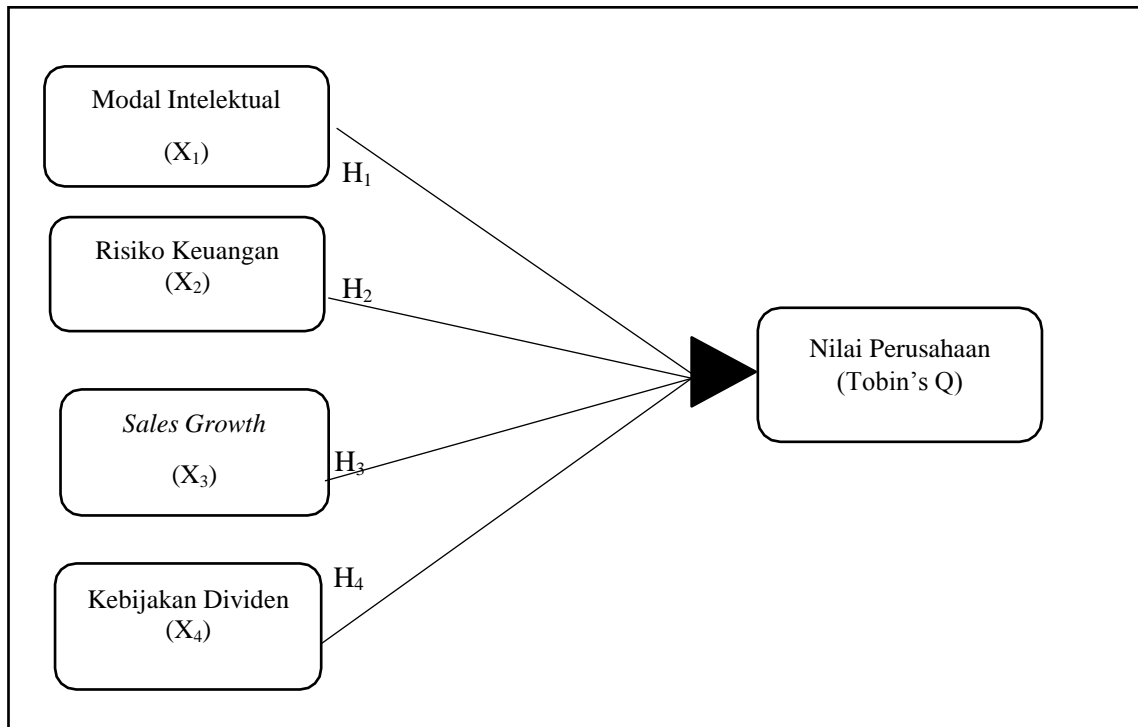 Modal Intelektual
(X₁)
H₁
Risiko Keuangan
(X₂)
H₂
Sales Growth
(X₃)
H₃
Kebijakan Dividen
(X₄)
H₄
Nilai Perusahaan
(Tobin’s Q)